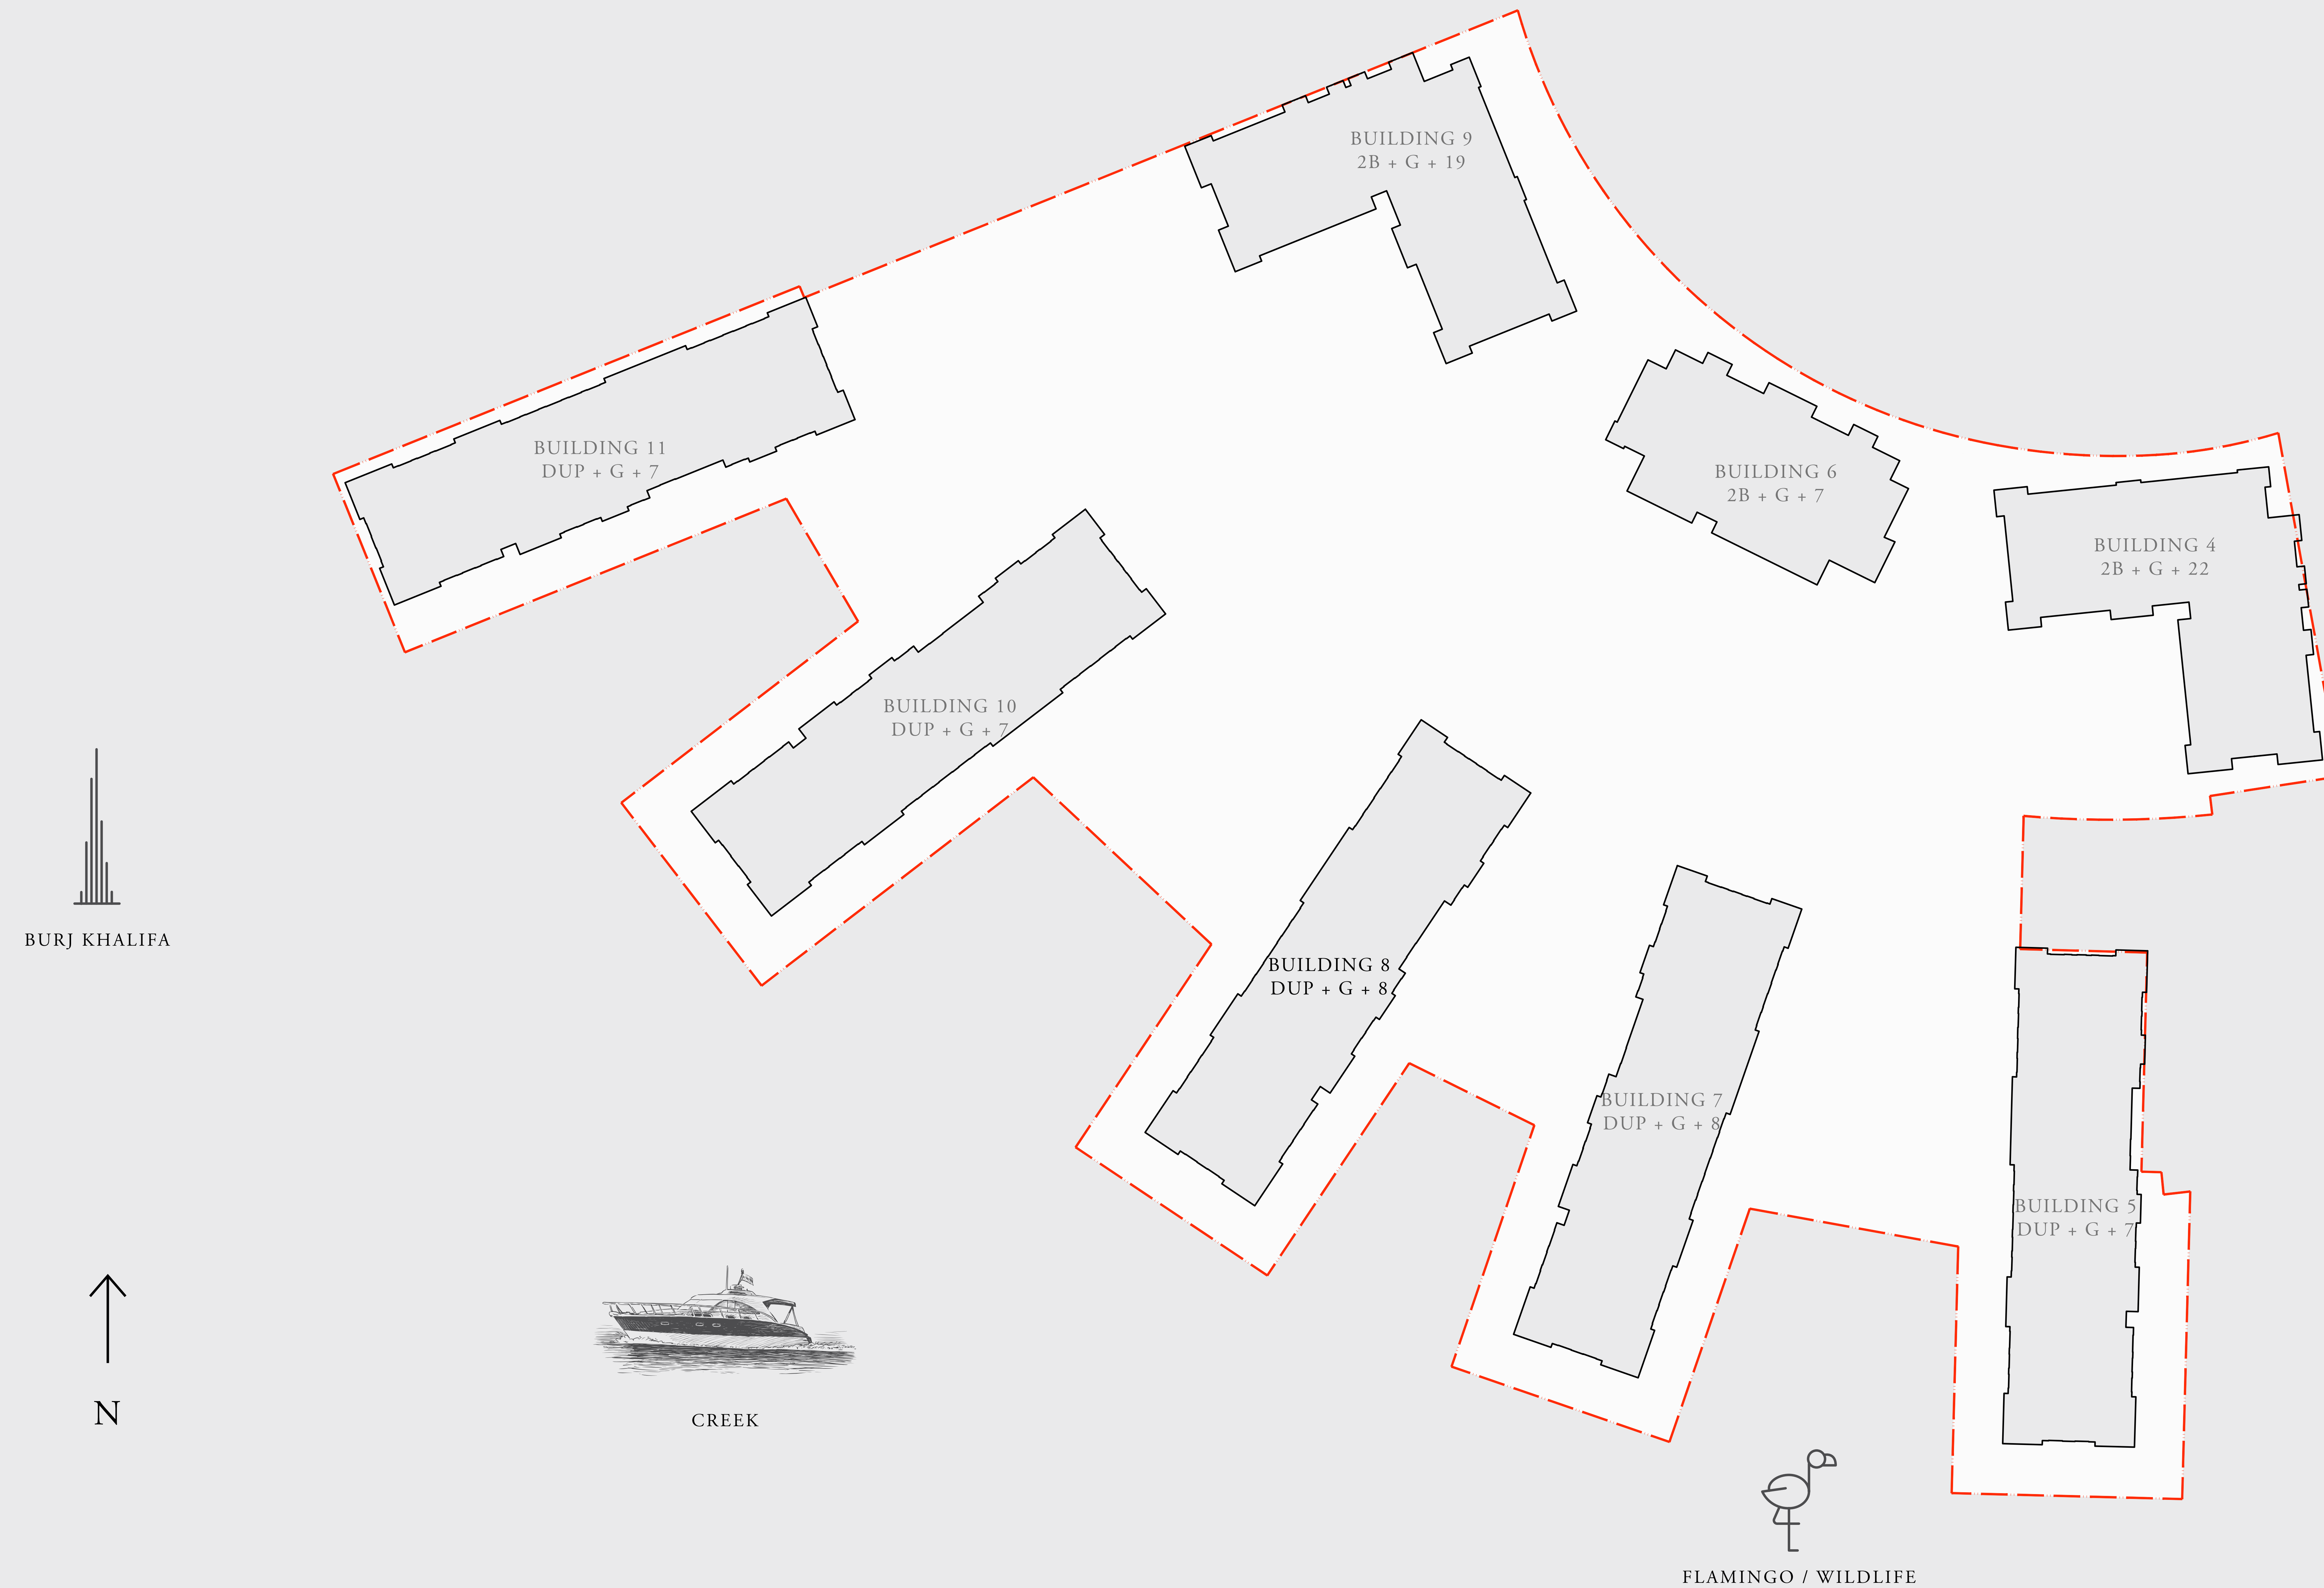 BUILDING 9
2B + G + 19
BUILDING 11
DUP + G + 7
BUILDING 6
2B + G + 7
BUILDING 4
2B + G + 22
BUILDING 10
DUP + G + 7
BUILDING 8
DUP + G + 8
BURJ KHALIFA
BUILDING 7
DUP + G + 8
BUILDING 5
DUP + G + 7
N
CREEK
FLAMINGO / WILDLIFE